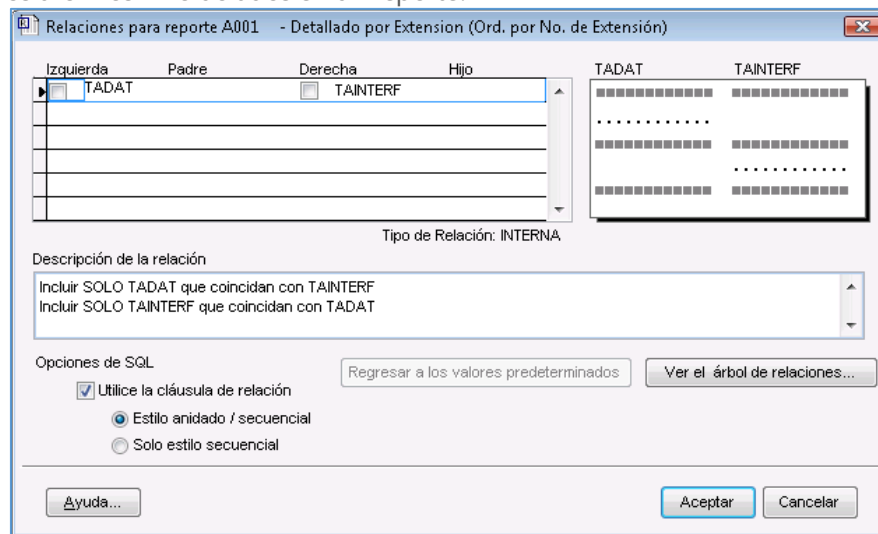 Relaciones para reporte A001 - Detallado por Extension (Ord. por No. de Extensión)
Izquierda Padre Derecha Hijo TADAT TAINTERF
TADAT TAINTERF
Tipo de Relación: INTERNA
Descripción de la relación
Incluir SOLO TADAT que coincidan con TAINTERF
Incluir SOLO TAINTERF que coincidan con TADAT
Opciones de SQL
Regresar a los valores predeterminados Ver el árbol de relaciones...
Utilice la cláusula de relación
Estilo anidado / secuencial
Solo estilo secuencial
Ayuda... Aceptar Cancelar